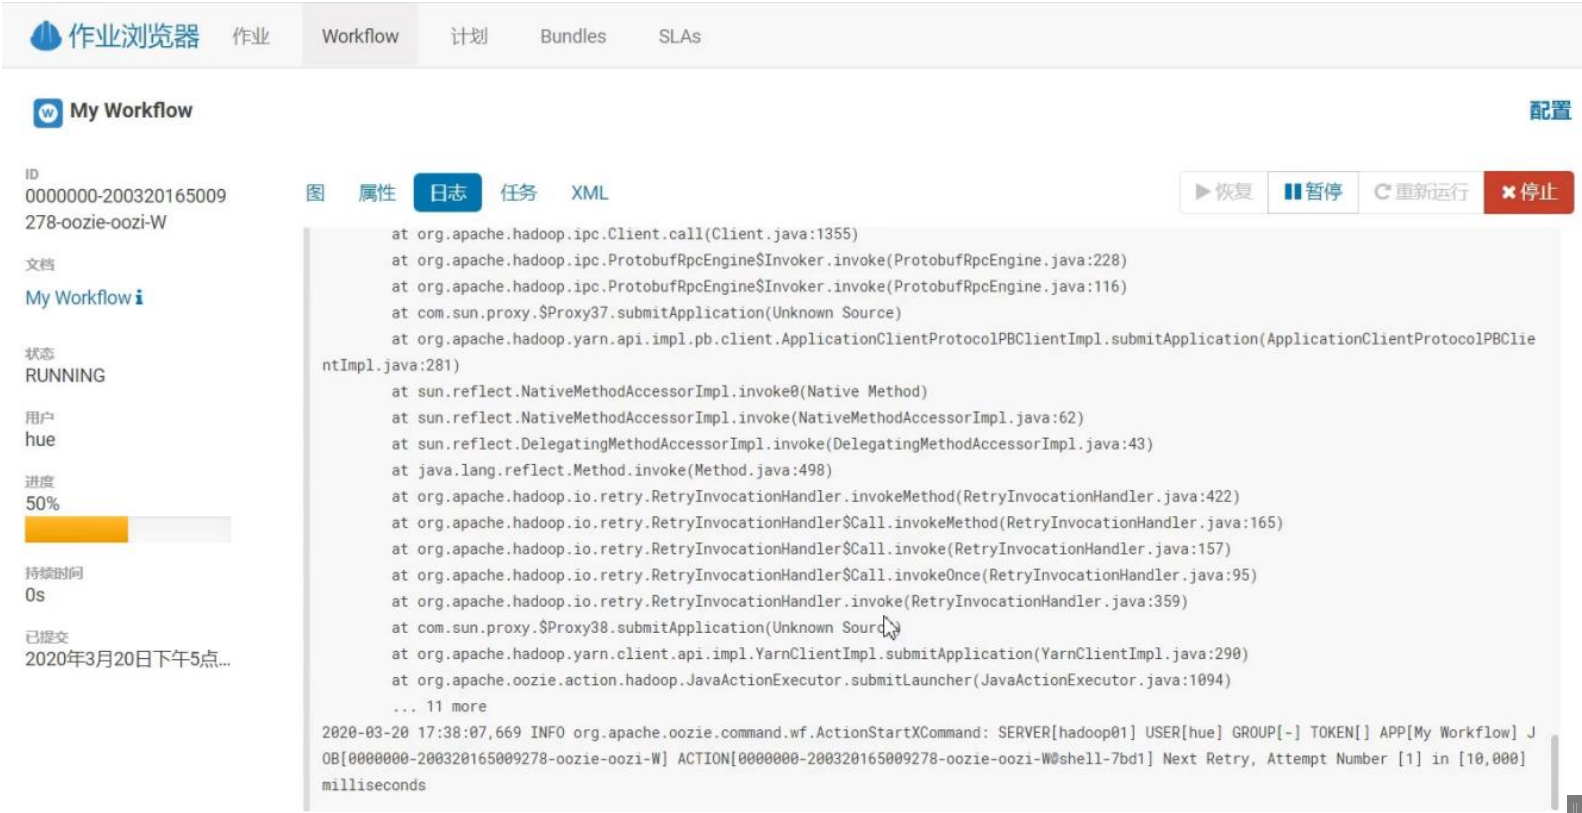 作业浏览器 作业 Workflow 计划 Bundles SLAs
My Workflow 配置
ID
0000000-200320165009
278-oozie-oozi-W
文档
My Workflow
状态
RUNNING
用户
hue
进度
50%
持续时间
0s
已提交
2020年3月20日下午5点...
图 属性 日志 任务 XML 恢复 暂停 重新运行 停止
at org.apache.hadoop.ipc.Client.call(Client.java:1355)
at org.apache.hadoop.ipc.ProtobufRpcEngine$Invoker.invoke(ProtobufRpcEngine.java:228)
at org.apache.hadoop.ipc.ProtobufRpcEngine$Invoker.invoke(ProtobufRpcEngine.java:116)
at com.sun.proxy.$Proxy37.submitApplication(Unknown Source)
at org.apache.hadoop.yarn.api.impl.pb.client.ApplicationClientProtocolPBClientImpl.submitApplication(ApplicationClientProtocolPBClie
ntImpl.java:281)
at sun.reflect.NativeMethodAccessorImpl.invoke0(Native Method)
at sun.reflect.NativeMethodAccessorImpl.invoke(NativeMethodAccessorImpl.java:62)
at sun.reflect.DelegatingMethodAccessorImpl.invoke(DelegatingMethodAccessorImpl.java:43)
at java.lang.reflect.Method.invoke(Method.java:498)
at org.apache.hadoop.io.retry.RetryInvocationHandler.invokeMethod(RetryInvocationHandler.java:422)
at org.apache.hadoop.io.retry.RetryInvocationHandler$Call.invokeMethod(RetryInvocationHandler.java:165)
at org.apache.hadoop.io.retry.RetryInvocationHandler$Call.invoke(RetryInvocationHandler.java:157)
at org.apache.hadoop.io.retry.RetryInvocationHandler$Call.invokeOnce(RetryInvocationHandler.java:95)
at org.apache.hadoop.io.retry.RetryInvocationHandler.invoke(RetryInvocationHandler.java:359)
at com.sun.proxy.$Proxy38.submitApplication(Unknown Source)
at org.apache.hadoop.yarn.client.api.impl.YarnClientImpl.submitApplication(YarnClientImpl.java:290)
at org.apache.oozie.action.hadoop.JavaActionExecutor.submitLauncher(JavaActionExecutor.java:1094)
... 11 more
2020-03-20 17:38:07,669 INFO org.apache.oozie.command.wf.ActionStartXCommand: SERVER[hadoop01] USER[hue] GROUP[-] TOKEN[] APP[My Workflow] J
OB[0000000-200320165009278-oozie-oozi-W] ACTION[0000000-200320165009278-oozie-oozi-W@shell-7bd1] Next Retry, Attempt Number [1] in [10,000]
milliseconds